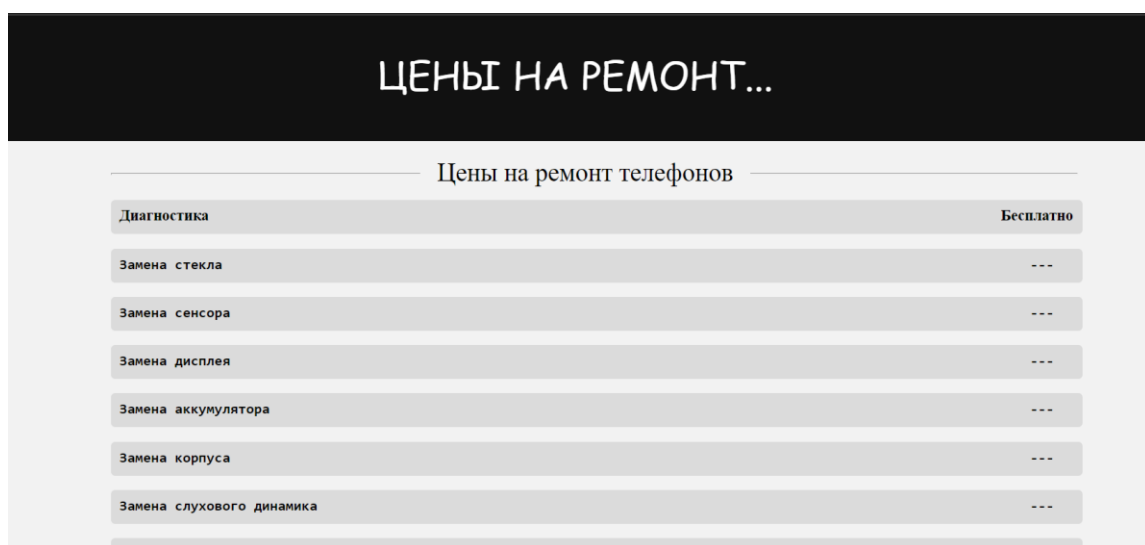 ЦЕНЫ НА РЕМОНТ...
Цены на ремонт телефонов
Диагностика Бесплатно
Замена стекла ---
Замена сенсора ---
Замена дисплея ---
Замена аккумулятора ---
Замена корпуса ---
Замена слухового динамика ---